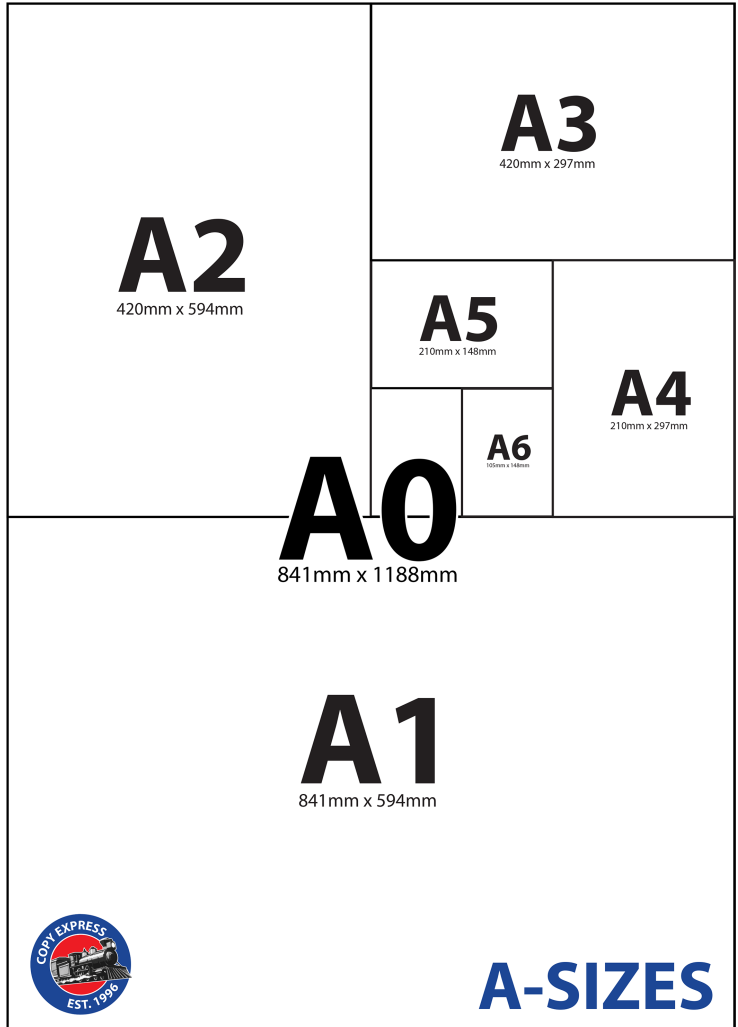 A2
420mm x 594mm
A3
420mm x 297mm
A5
210mm x 148mm
A4
210mm x 297mm
A6
105mm x 148mm
A0
841mm x 1188mm
A1
841mm x 594mm
COPY EXPRESS
EST. 1996
A-SIZES